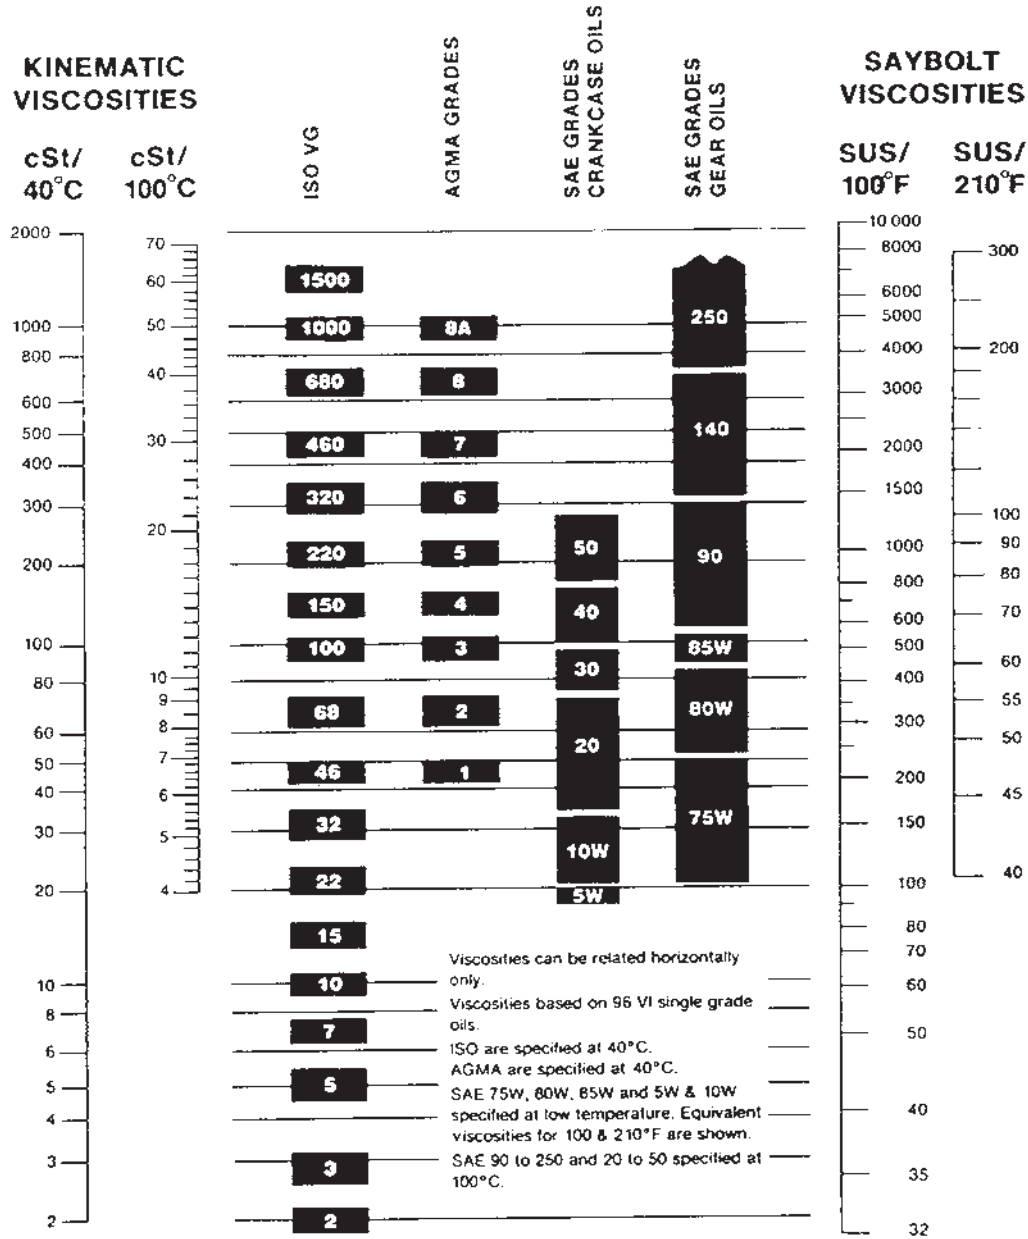 KINEMATIC
VISCOSITIES
cSt/
40°C
cSt/
100°C
ISO VG
AGMA GRADES
SAE GRADES
CRANKCASE OILS
SAE GRADES
GEAR OILS
SAYBOLT
VISCOSITIES
SUS/
100°F
SUS/
210°F
2000
1000
800
600
500
400
300
200
100
80
60
50
40
30
20
10
8
6
5
4
3
2
70
60
50
40
30
20
10
9
8
7
6
5
4
1500
1000
680
460
320
220
150
100
68
46
32
22
15
10
7
5
3
2
8A
8
7
6
5
4
3
2
1
50
40
30
20
10W
5W
250
140
90
85W
80W
75W
10 000
8000
6000
5000
4000
3000
2000
1500
1000
800
600
500
400
300
200
150
100
80
70
60
50
40
35
32
300
200
100
90
80
70
60
55
50
45
40
Viscosities can be related horizontally
only.
Viscosities based on 96 VI single grade
oils.
ISO are specified at 40°C.
AGMA are specified at 40°C.
SAE 75W, 80W, 85W and 5W & 10W
specified at low temperature. Equivalent
viscosities for 100 & 210°F are shown.
SAE 90 to 250 and 20 to 50 specified at
100°C.